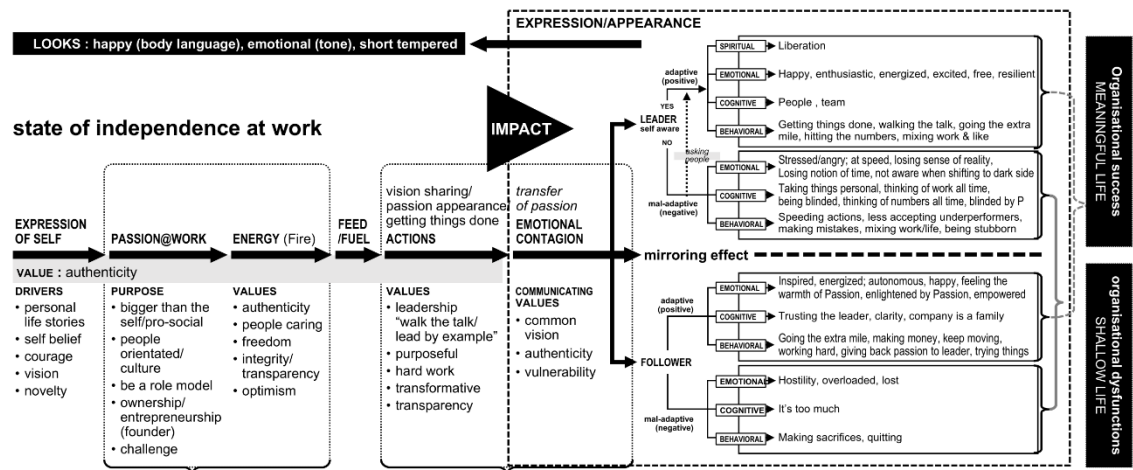 EXPRESSION/APPEARANCE
LOOKS : happy (body language), emotional (tone), short tempered
state of independence at work
IMPACT
EXPRESSION
OF SELF
PASSION@WORK
ENERGY (Fire)
FEED
/FUEL
vision sharing/
passion appearance/
getting things done
ACTIONS
transfer
of passion
EMOTIONAL
CONTAGION
VALUE : authenticity
DRIVERS
• personal
life stories
• self belief
• courage
• vision
• novelty
PURPOSE
• bigger than the
self/pro-social
• people
orientated/
culture
• be a role model
• ownership/
entrepreneurship
(founder)
• challenge
VALUES
• authenticity
• people caring
• freedom
• integrity/
transparency
• optimism
VALUES
• leadership
“walk the talk/
lead by example”
• purposeful
• hard work
• transformative
• transparency
COMMUNICATING
VALUES
• common
vision
• authenticity
• vulnerability
LEADER
self aware
YES
NO
asking
people
adaptive
(positive)
SPIRITUAL
Liberation
EMOTIONAL
Happy, enthusiastic, energized, excited, free, resilient
COGNITIVE
People , team
BEHAVIORAL
Getting things done, walking the talk, going the extra
mile, hitting the numbers, mixing work & like
mal-adaptive
(negative)
EMOTIONAL
Stressed/angry; at speed, losing sense of reality,
Losing notion of time, not aware when shifting to dark side
COGNITIVE
Taking things personal, thinking of work all time,
being blinded, thinking of numbers all time, blinded by P
BEHAVIORAL
Speeding actions, less accepting underperformers,
making mistakes, mixing work/life, being stubborn
mirroring effect
FOLLOWER
adaptive
(positive)
EMOTIONAL
Inspired, energized; autonomous, happy, feeling the
warmth of Passion, enlightened by Passion, empowered
COGNITIVE
Trusting the leader, clarity, company is a family
BEHAVIORAL
Going the extra mile, making money, keep moving,
working hard, giving back passion to leader, trying things
mal-adaptive
(negative)
EMOTIONAL
Hostility, overloaded, lost
COGNITIVE
It’s too much
BEHAVIORAL
Making sacrifices, quitting
Organisational success
MEANINGFUL LIFE
organisational dysfunctions
SHALLOW LIFE